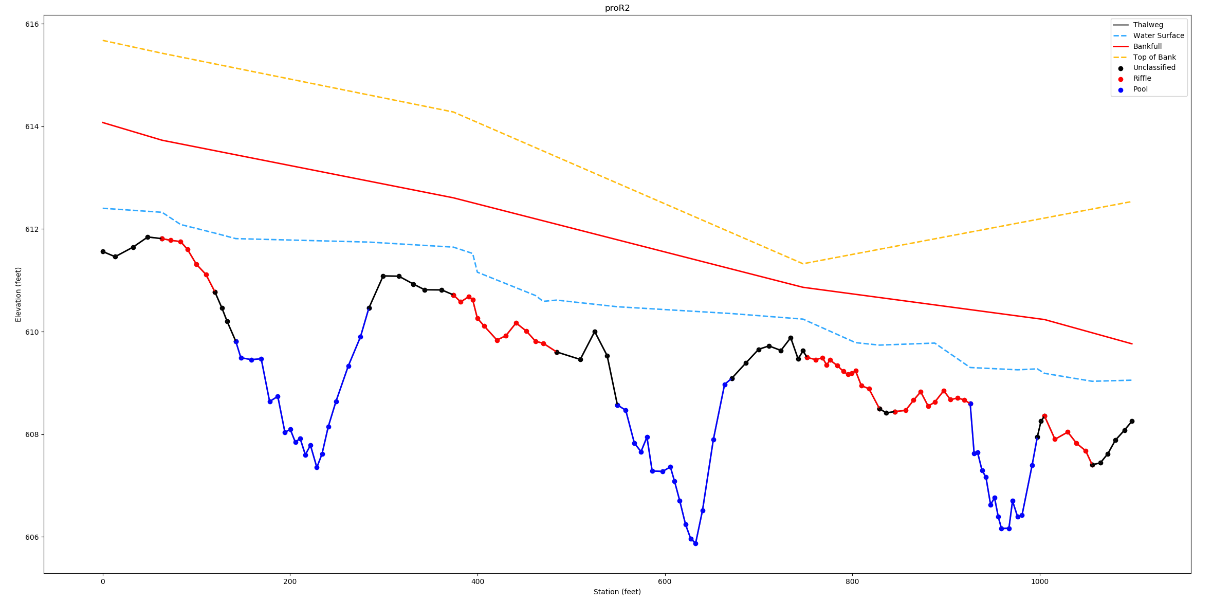 proR2
616
614
612
610
608
606
Elevation (feet)
0
200
400
600
800
1000
Station (feet)
Thalweg
Water Surface
Bankfull
Top of Bank
Unclassified
Riffle
Pool